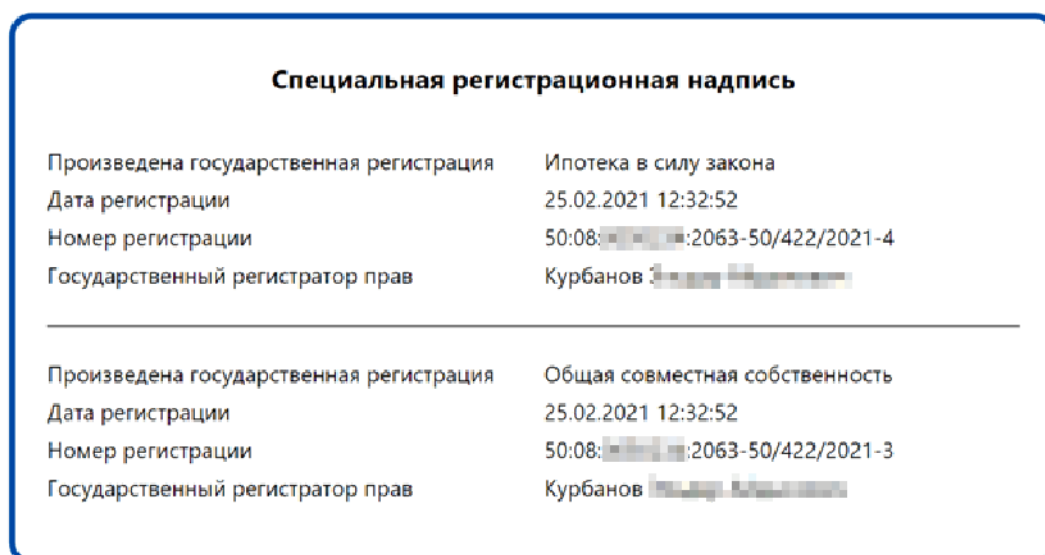 Специальная регистрационная надпись
Произведена государственная регистрация Ипотека в силу закона
Дата регистрации 25.02.2021 12:32:52
Номер регистрации 50:08: :2063-50/422/2021-4
Государственный регистратор прав Курбанов
Произведена государственная регистрация Общая совместная собственность
Дата регистрации 25.02.2021 12:32:52
Номер регистрации 50:08: :2063-50/422/2021-3
Государственный регистратор прав Курбанов